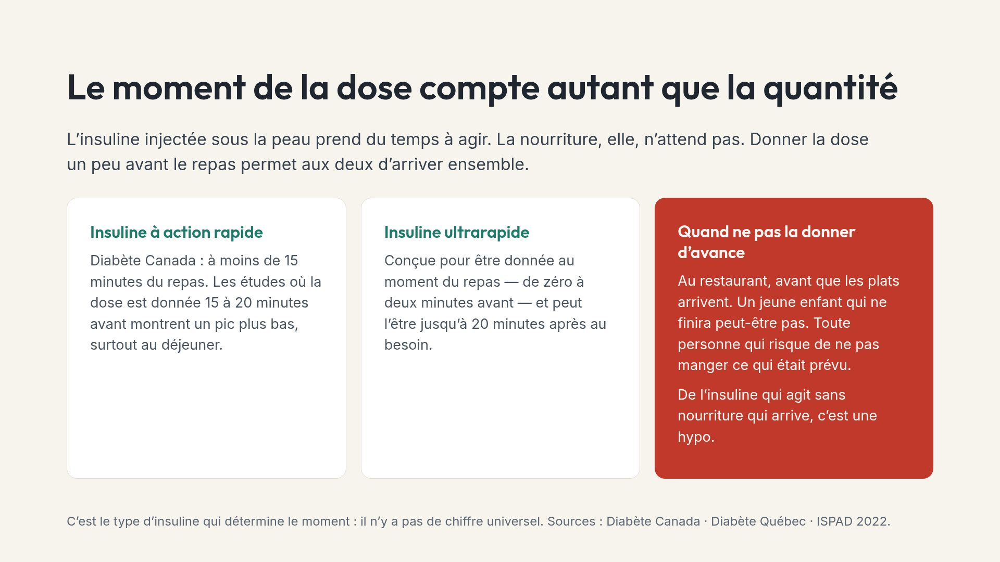 Le moment de la dose compte autant que la quantité
L’insuline injectée sous la peau prend du temps à agir. La nourriture, elle, n’attend pas. Donner la dose
un peu avant le repas permet aux deux d’arriver ensemble.
Insuline à action rapide
Diabète Canada : à moins de 15
minutes du repas. Les études où la
dose est donnée 15 à 20 minutes
avant montrent un pic plus bas,
surtout au déjeuner.
Insuline ultrarapide
Conçue pour être donnée au
moment du repas — de zéro à
deux minutes avant — et peut
l’être jusqu’à 20 minutes après au
besoin.
Quand ne pas la donner
d’avance
Au restaurant, avant que les plats
arrivent. Un jeune enfant qui ne
finira peut-être pas. Toute
personne qui risque de ne pas
manger ce qui était prévu.
De l’insuline qui agit sans
nourriture qui arrive, c’est une
hypo.
C’est le type d’insuline qui détermine le moment : il n’y a pas de chiffre universel. Sources : Diabète Canada · Diabète Québec · ISPAD 2022.